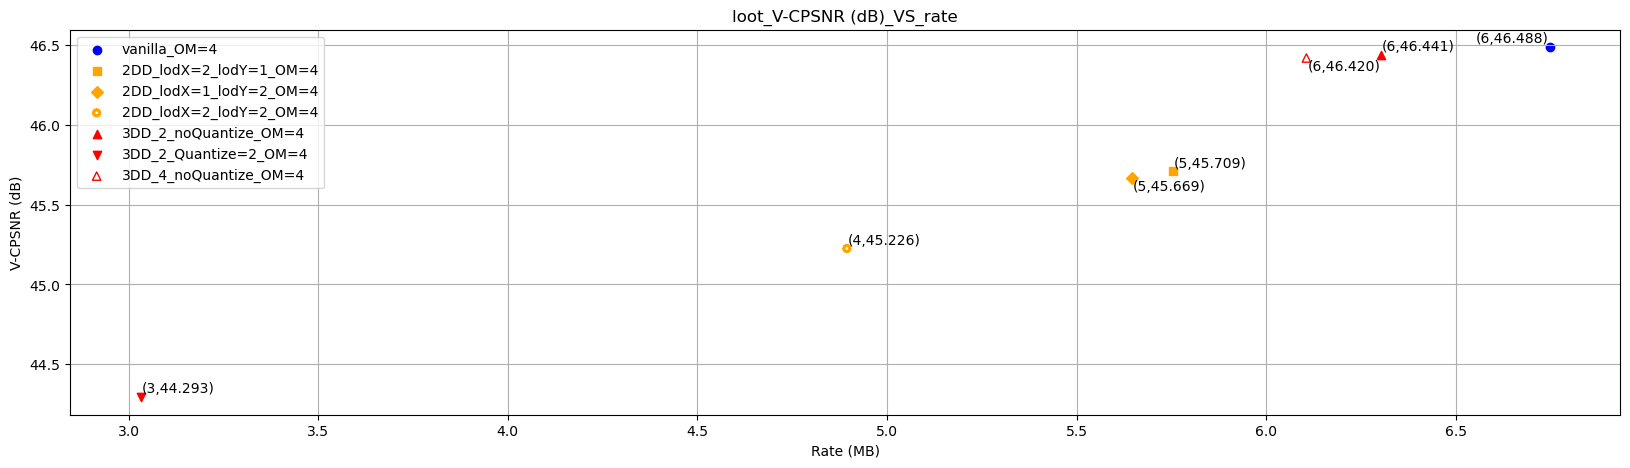 loot_V-CPSNR (dB)_VS_rate
vanilla_OM=4
2DD_lodX=2_lodY=1_OM=4
2DD_lodX=1_lodY=2_OM=4
2DD_lodX=2_lodY=2_OM=4
3DD_2_noQuantize_OM=4
3DD_2_Quantize=2_OM=4
3DD_4_noQuantize_OM=4
(6,46.488)
(6,46.441)
(6,46.420)
(5,45.709)
(5,45.669)
(4,45.226)
(3,44.293)
V-CPSNR (dB)
46.5
46.0
45.5
45.0
44.5
3.0 3.5 4.0 4.5 5.0 5.5 6.0 6.5
Rate (MB)